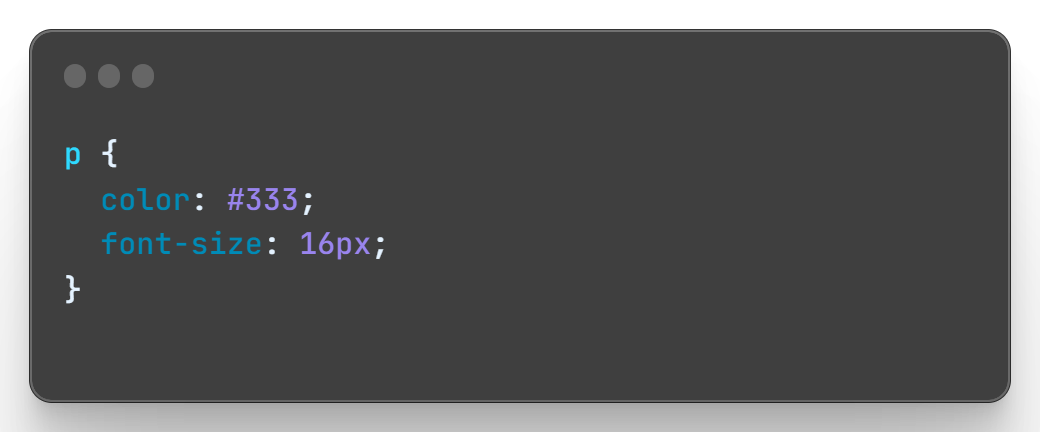 p {
  color: #333;
  font-size: 16px;
}